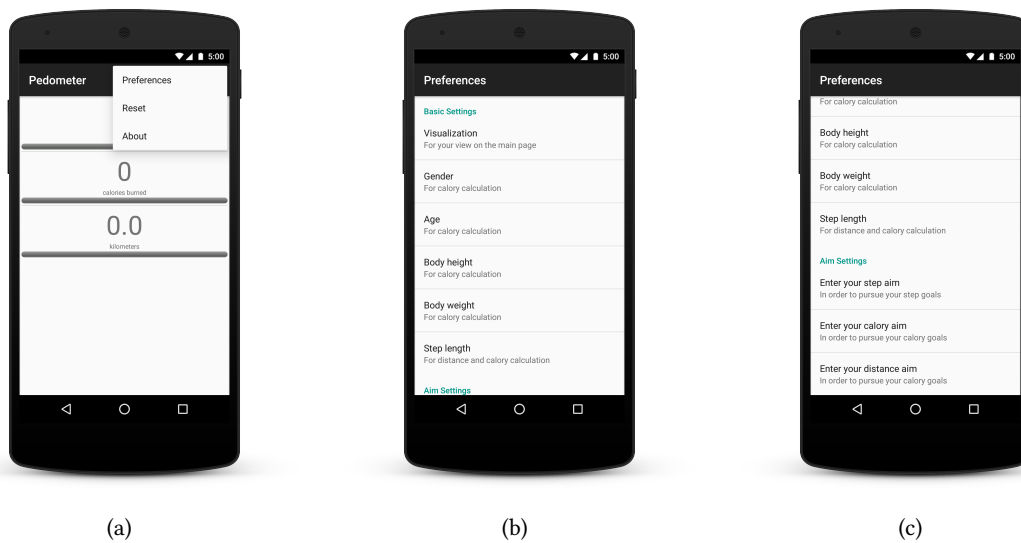 5:00
Pedometer
Preferences
Reset
About
0
calories burned
0.0
kilometers
(a)
5:00
Preferences
Basic Settings
Visualization
For your view on the main page
Gender
For calory calculation
Age
For calory calculation
Body height
For calory calculation
Body weight
For calory calculation
Step length
For distance and calory calculation
Aim Settings
(b)
5:00
Preferences
For calory calculation
Body height
For calory calculation
Body weight
For calory calculation
Step length
For distance and calory calculation
Aim Settings
Enter your step aim
In order to pursue your step goals
Enter your calory aim
In order to pursue your calory goals
Enter your distance aim
In order to pursue your calory goals
(c)